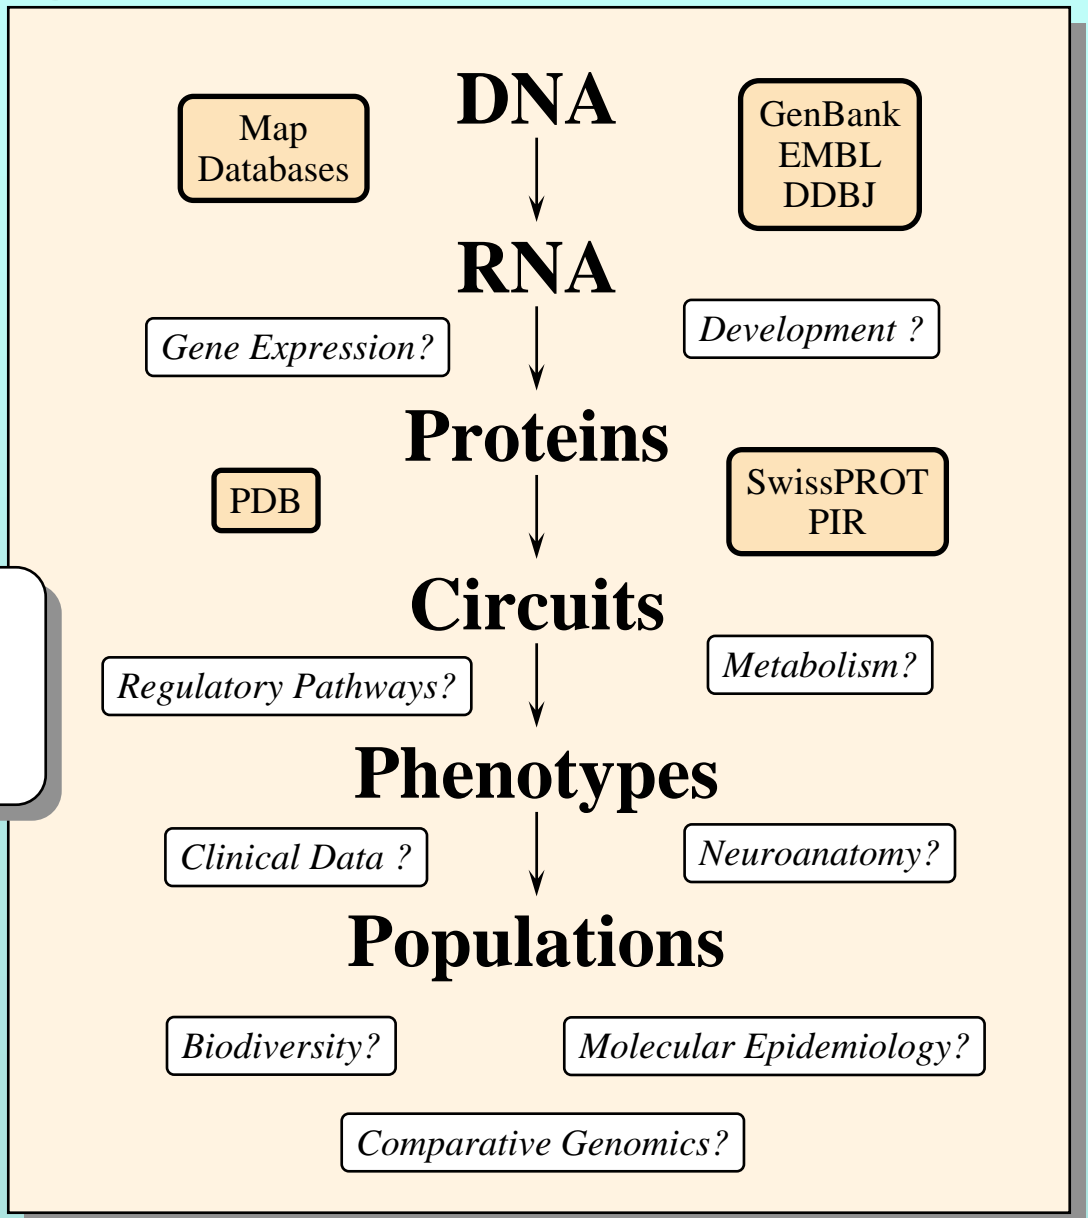 DNA
Map
Databases
GenBank
EMBL
DDBJ
RNA
Gene Expression?
Development ?
Proteins
PDB
SwissPROT
PIR
Circuits
Regulatory Pathways?
Metabolism?
Phenotypes
Clinical Data ?
Neuroanatomy?
Populations
Biodiversity?
Molecular Epidemiology?
Comparative Genomics?